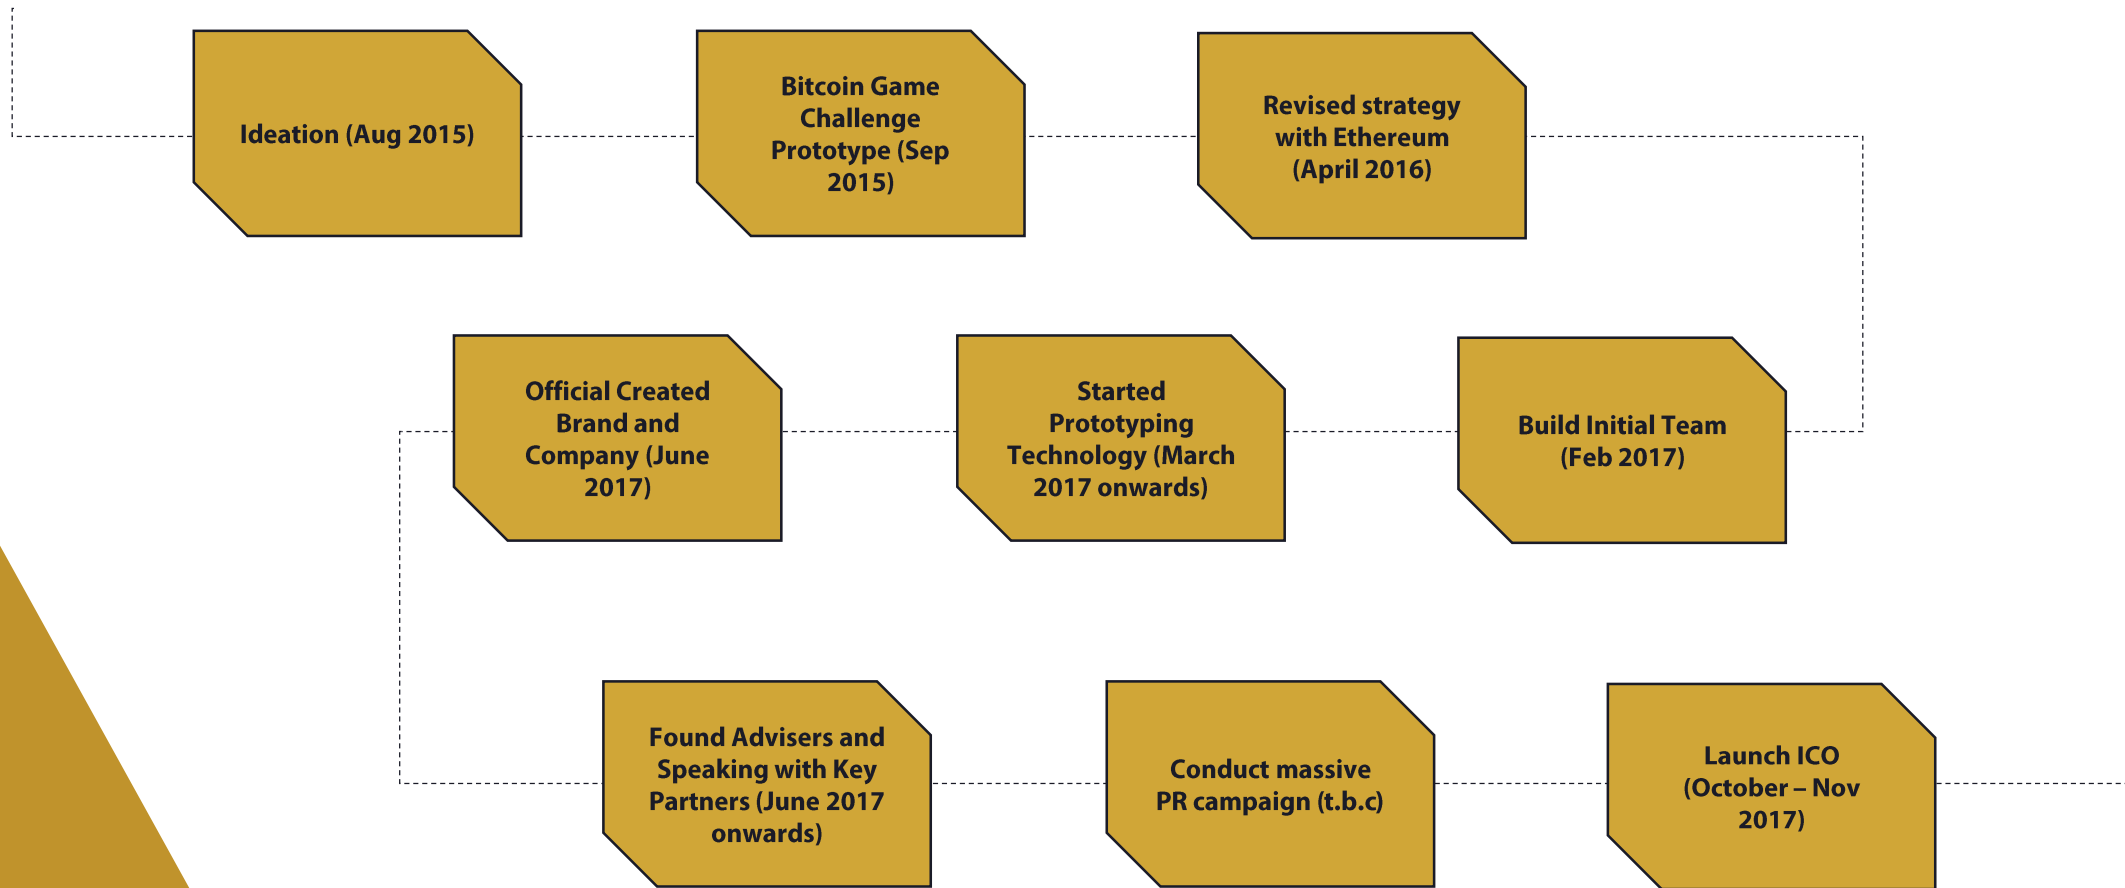 Ideation (Aug 2015)
Bitcoin Game
Challenge
Prototype (Sep
2015)
Revised strategy
with Ethereum
(April 2016)
Build Initial Team
(Feb 2017)
Started
Prototyping
Technology (March
2017 onwards)
Official Created
Brand and
Company (June
2017)
Found Advisers and
Speaking with Key
Partners (June 2017
onwards)
Conduct massive
PR campaign (t.b.c)
Launch ICO
(October – Nov
2017)